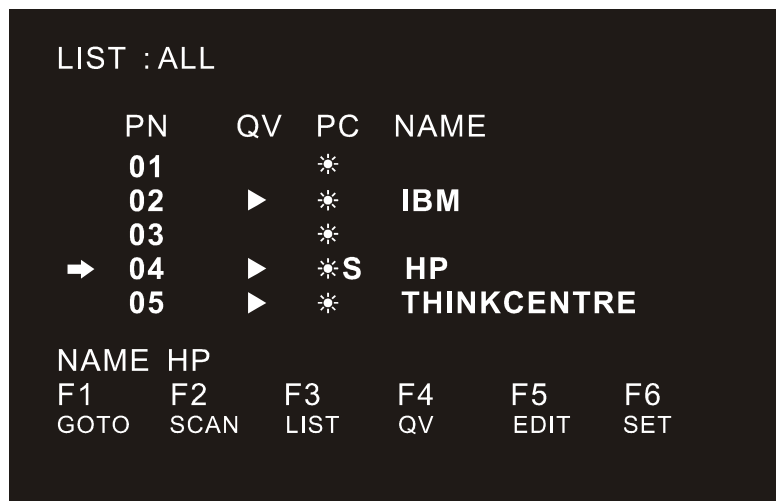 LIST : ALL
PN QV PC NAME
01 ☀
02 ▶ ☀ IBM
03 ☀
➡ 04 ▶ ☀S HP
05 ▶ ☀ THINKCENTRE
NAME HP
F1 F2 F3 F4 F5 F6
GOTO SCAN LIST QV EDIT SET